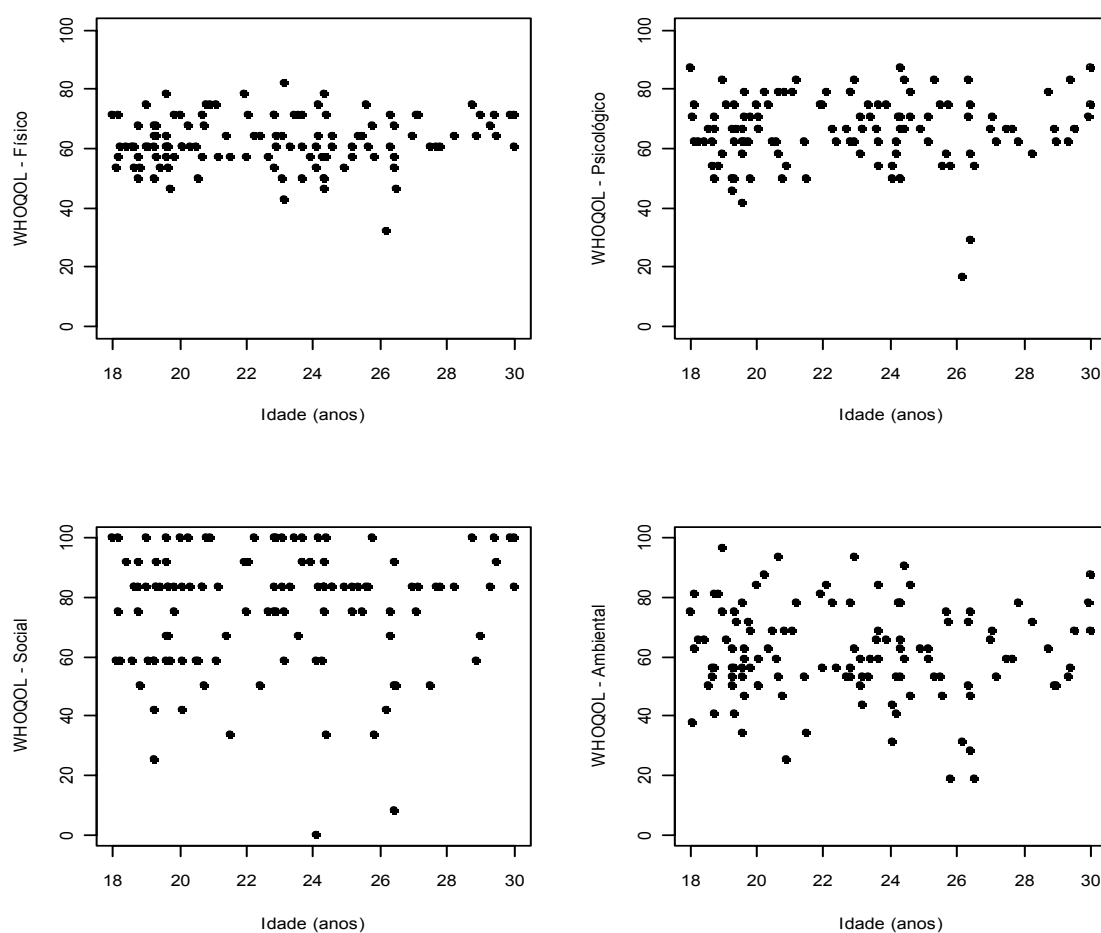 WHOQOL - Físico
100
80
60
40
20
0
18 20 22 24 26 28 30
Idade (anos)
WHOQOL - Psicológico
100
80
60
40
20
0
18 20 22 24 26 28 30
Idade (anos)
WHOQOL - Social
100
80
60
40
20
0
18 20 22 24 26 28 30
Idade (anos)
WHOQOL - Ambiental
100
80
60
40
20
0
18 20 22 24 26 28 30
Idade (anos)